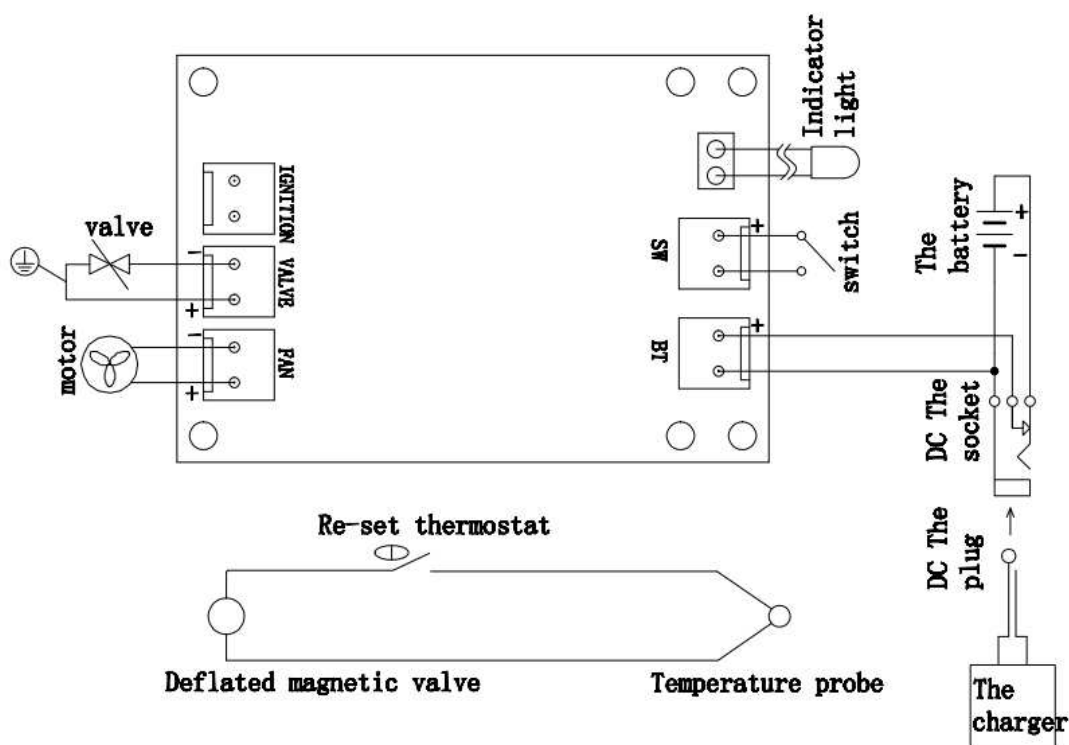 Indicator
light
IGNITION
valve
-
VALVE
+
motor
-
FAN
+
+
SW
switch
+
BT
The
battery
+
-
DC The
socket
DC The
plug
The
charger
Re-set thermostat
Deflated magnetic valve
Temperature probe